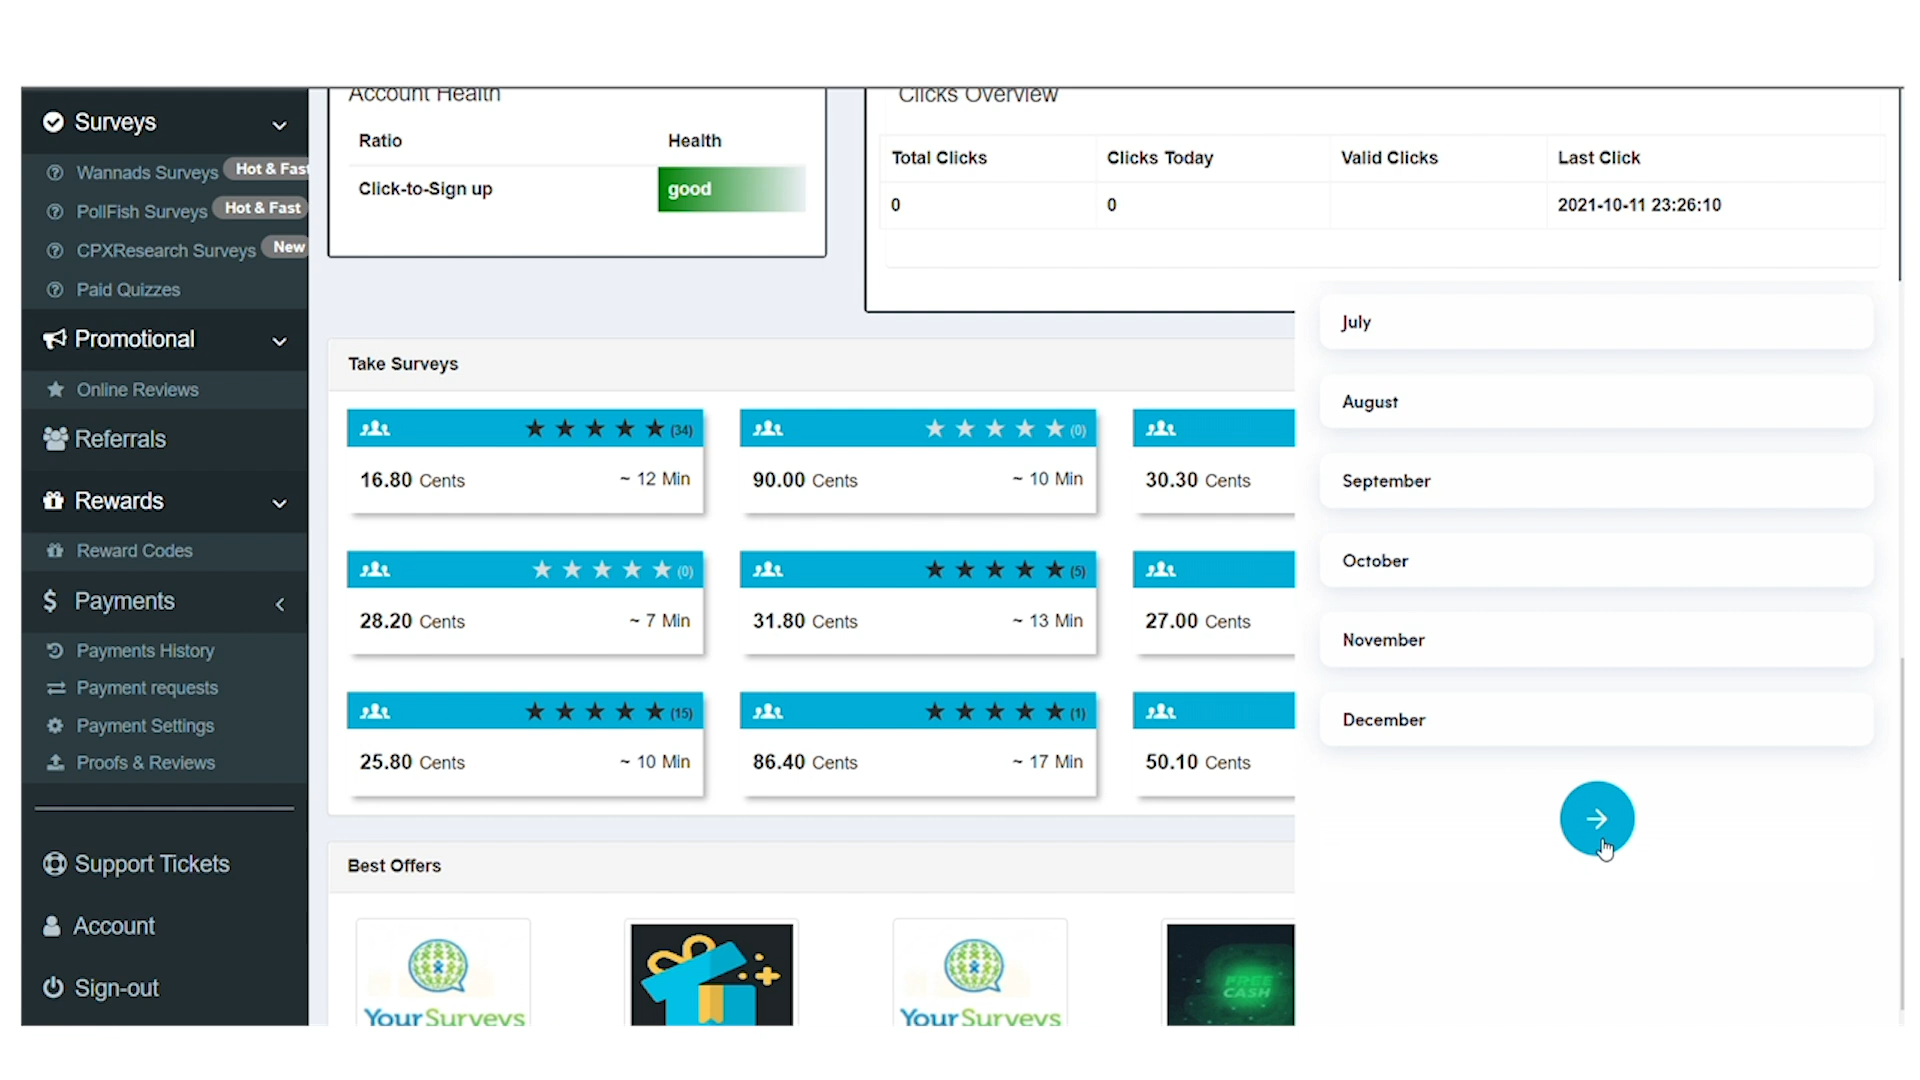 Surveys
Wannads Surveys Hot & Fast
PollFish Surveys Hot & Fast
CPXResearch Surveys New
Paid Quizzes
Promotional
Online Reviews
Referrals
Rewards
Reward Codes
Payments
Payments History
Payment requests
Payment Settings
Proofs & Reviews
Support Tickets
Account
Sign-out
Account Health
Ratio Health
Click-to-Sign up good
Clicks Overview
Total Clicks Clicks Today Valid Clicks Last Click
0 0 2021-10-11 23:26:10
Take Surveys
(34) (0)
16.80 Cents ~ 12 Min 90.00 Cents ~ 10 Min 30.30 Cents
(0) (5)
28.20 Cents ~ 7 Min 31.80 Cents ~ 13 Min 27.00 Cents
(15) (1)
25.80 Cents ~ 10 Min 86.40 Cents ~ 17 Min 50.10 Cents
Best Offers
YourSurveys YourSurveys
FREE
CASH
July
August
September
October
November
December